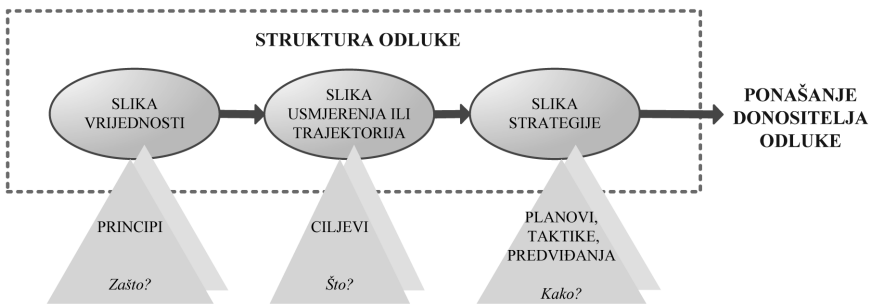 STRUKTURA ODLUKE
SLIKA
VRIJEDNOSTI
SLIKA
USMJERENJA ILI
TRAJEKTORIJA
SLIKA
STRATEGIJE
PONAŠANJE
DONOSITELJA
ODLUKE
PRINCIPI
Zašto?
CILJEVI
Što?
PLANOVI,
TAKTIKE,
PREDVIĐANJA
Kako?